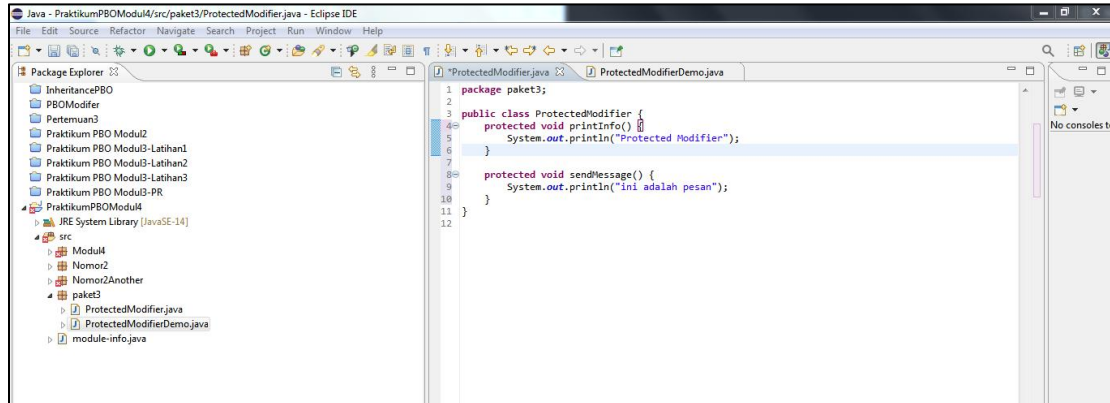 Java - PraktikumPBOModul4/src/paket3/ProtectedModifier.java - Eclipse IDE
File Edit Source Refactor Navigate Search Project Run Window Help
Package Explorer
InheritancePBO
PBOModifer
Pertemuan3
Praktikum PBO Modul2
Praktikum PBO Modul3-Latihan1
Praktikum PBO Modul3-Latihan2
Praktikum PBO Modul3-Latihan3
Praktikum PBO Modul3-PR
PraktikumPBOModul4
JRE System Library [JavaSE-14]
src
Modul4
Nomor2
Nomor2Another
paket3
ProtectedModifier.java
ProtectedModifierDemo.java
module-info.java
*ProtectedModifier.java ProtectedModifierDemo.java
1 package paket3;
2
3 public class ProtectedModifier {
4 protected void printInfo() {
5 System.out.println("Protected Modifier");
6 }
7
8 protected void sendMessage() {
9 System.out.println("ini adalah pesan");
10 }
11 }
12
No consoles t